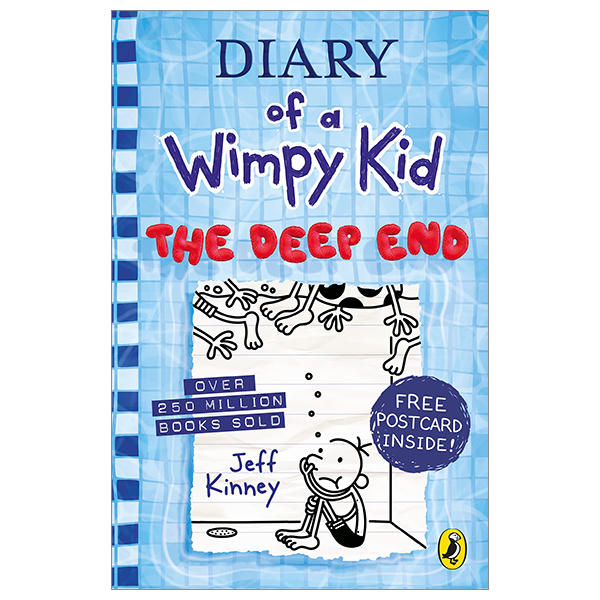 DIARY
of a
Wimpy Kid
THE DEEP END
OVER
250 MILLION
BOOKS SOLD
FREE
POSTCARD
INSIDE!
Jeff
Kinney